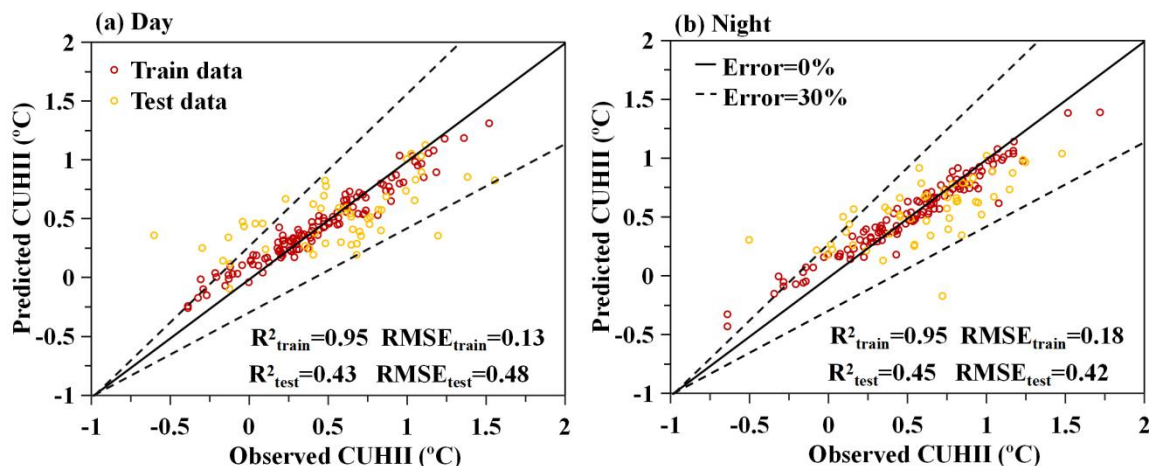 (a) Day
2
1.5
1
0.5
0
-0.5
-1
Predicted CUHII (ºC)
Train data
Test data
R²train=0.95 RMSEtrain=0.13
R²test=0.43 RMSEtest=0.48
-1 -0.5 0 0.5 1 1.5 2
Observed CUHII (ºC)
(b) Night
2
1.5
1
0.5
0
-0.5
-1
Predicted CUHII (ºC)
Error=0%
Error=30%
R²train=0.95 RMSEtrain=0.18
R²test=0.45 RMSEtest=0.42
-1 -0.5 0 0.5 1 1.5 2
Observed CUHII (ºC)